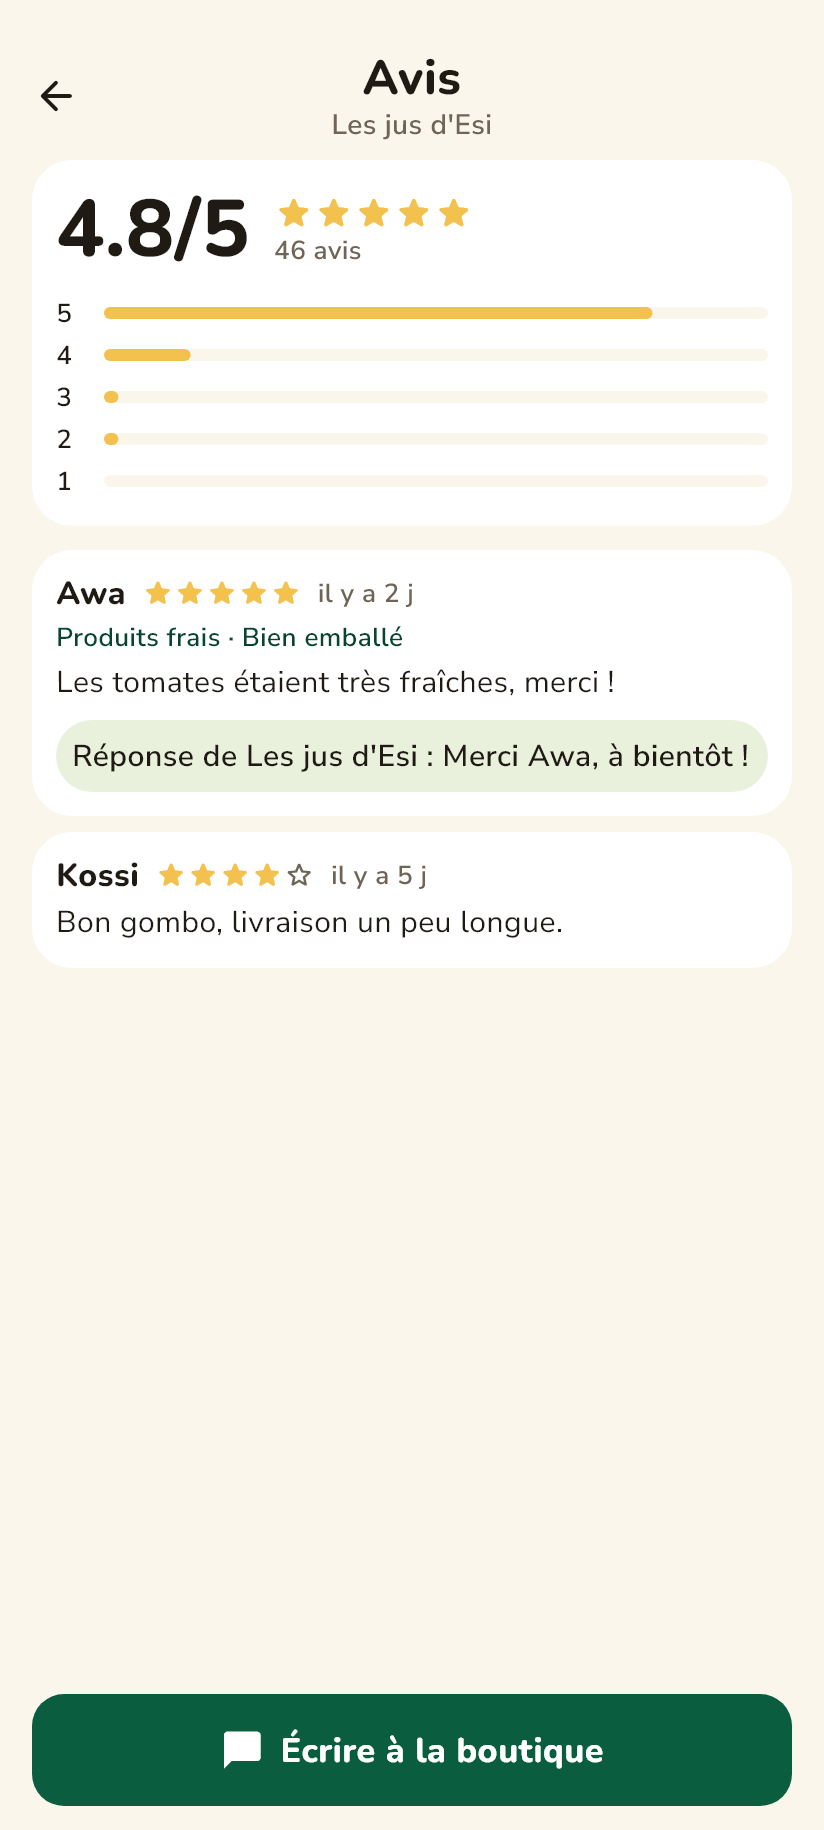 Avis
Les jus d'Esi
4.8/5
46 avis
5
4
3
2
1
Awa il y a 2 j
Produits frais · Bien emballé
Les tomates étaient très fraîches, merci !
Réponse de Les jus d'Esi : Merci Awa, à bientôt !
Kossi il y a 5 j
Bon gombo, livraison un peu longue.
Écrire à la boutique